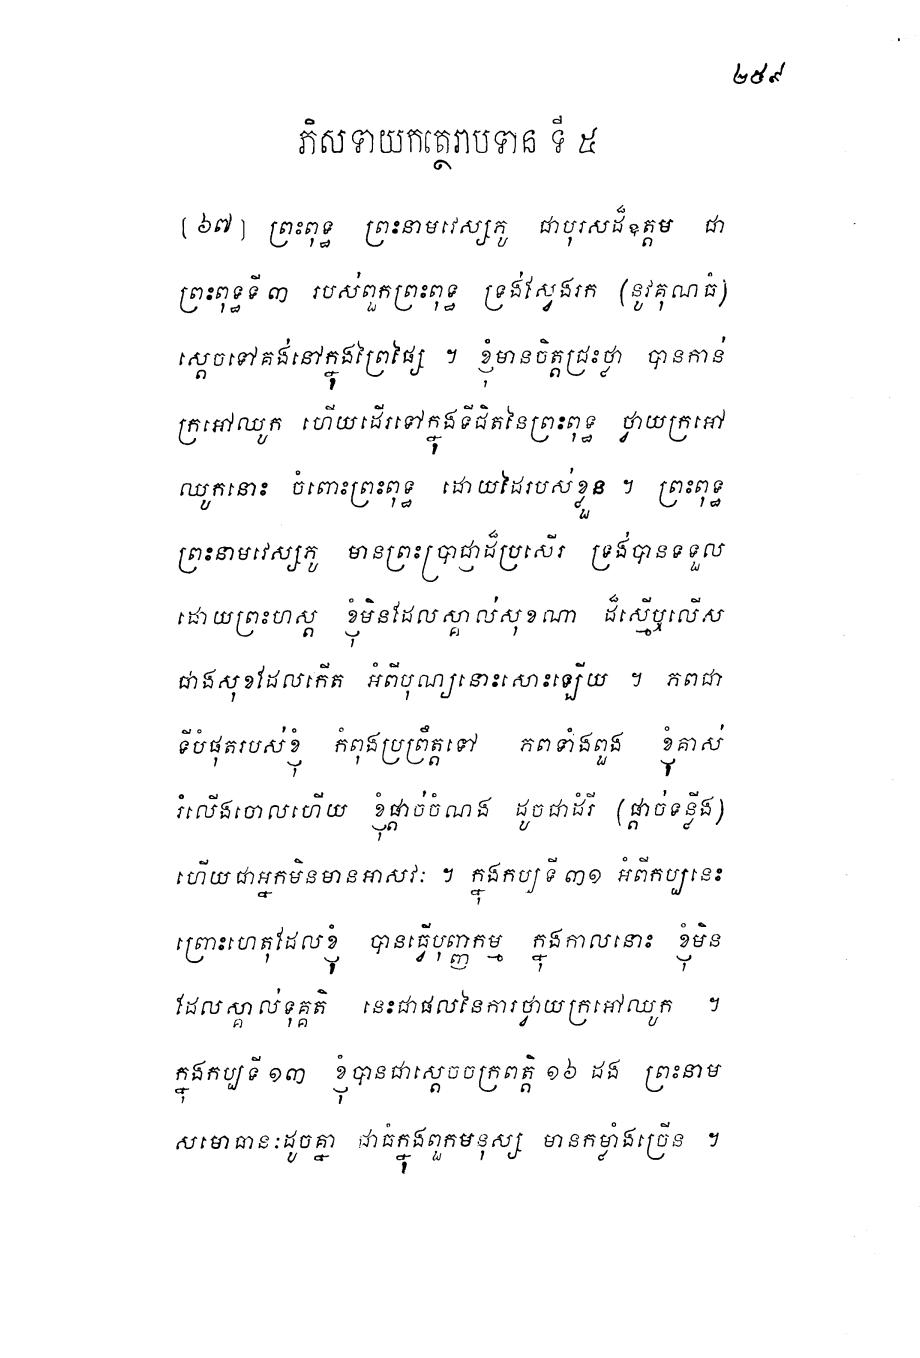 ២៥៩
ភិសទាយកត្ថេរាបទាន ទី ៥
[៦៧] ព្រះពុទ្ធ ព្រះនាមវេស្សភូ ជាបុរសដ៏ឧត្តម ជា
ព្រះពុទ្ធទី ៣ របស់ពួកព្រះពុទ្ធ ទ្រង់ស្វែងរក (នូវគុណធំ)
ស្តេចទៅគង់នៅក្នុងព្រៃផ្សៃ ។ ខ្ញុំមានចិត្តជ្រះថ្លា បានកាន់
ក្រអៅឈូក ហើយដើរទៅក្នុងទីជិតនៃព្រះពុទ្ធ ថ្វាយក្រអៅ
ឈូកនោះ ចំពោះព្រះពុទ្ធ ដោយដៃរបស់ខ្លួន ។ ព្រះពុទ្ធ
ព្រះនាមវេស្សភូ មានព្រះប្រាជ្ញាដ៏ប្រសើរ ទ្រង់បានទទួល
ដោយព្រះហស្ត ខ្ញុំមិនដែលស្គាល់សុខណា ដ៏ស្មើឬលើស
ជាងសុខដែលកើត អំពីបុណ្យនោះសោះឡើយ ។ ភពជា
ទីបំផុតរបស់ខ្ញុំ កំពុងប្រព្រឹត្តទៅ ភពទាំងពួង ខ្ញុំគាស់
រំលើងចោលហើយ ខ្ញុំផ្តាច់ចំណង ដូចជាដំរី (ផ្តាច់ទន្លីង)
ហើយជាអ្នកមិនមានអាសវៈ ។ ក្នុងកប្បទី ៣១ អំពីកប្បនេះ
ព្រោះហេតុដែលខ្ញុំ បានធ្វើបុញ្ញកម្ម ក្នុងកាលនោះ ខ្ញុំមិន
ដែលស្គាល់ទុគ្គតិ នេះជាផលនៃការថ្វាយក្រអៅឈូក ។
ក្នុងកប្បទី ១៣ ខ្ញុំបានជាស្តេចចក្រពត្តិ ១៦ ដង ព្រះនាម
សមោធានៈដូចគ្នា ជាធំក្នុងពួកមនុស្ស មានកម្លាំងច្រើន ។